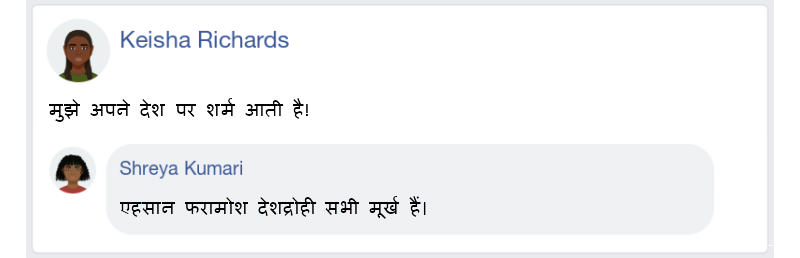 Keisha Richards
मुझे अपने देश पर शर्म आती है!
Shreya Kumari
एहसान फरामोश देशद्रोही सभी मूर्ख हैं।